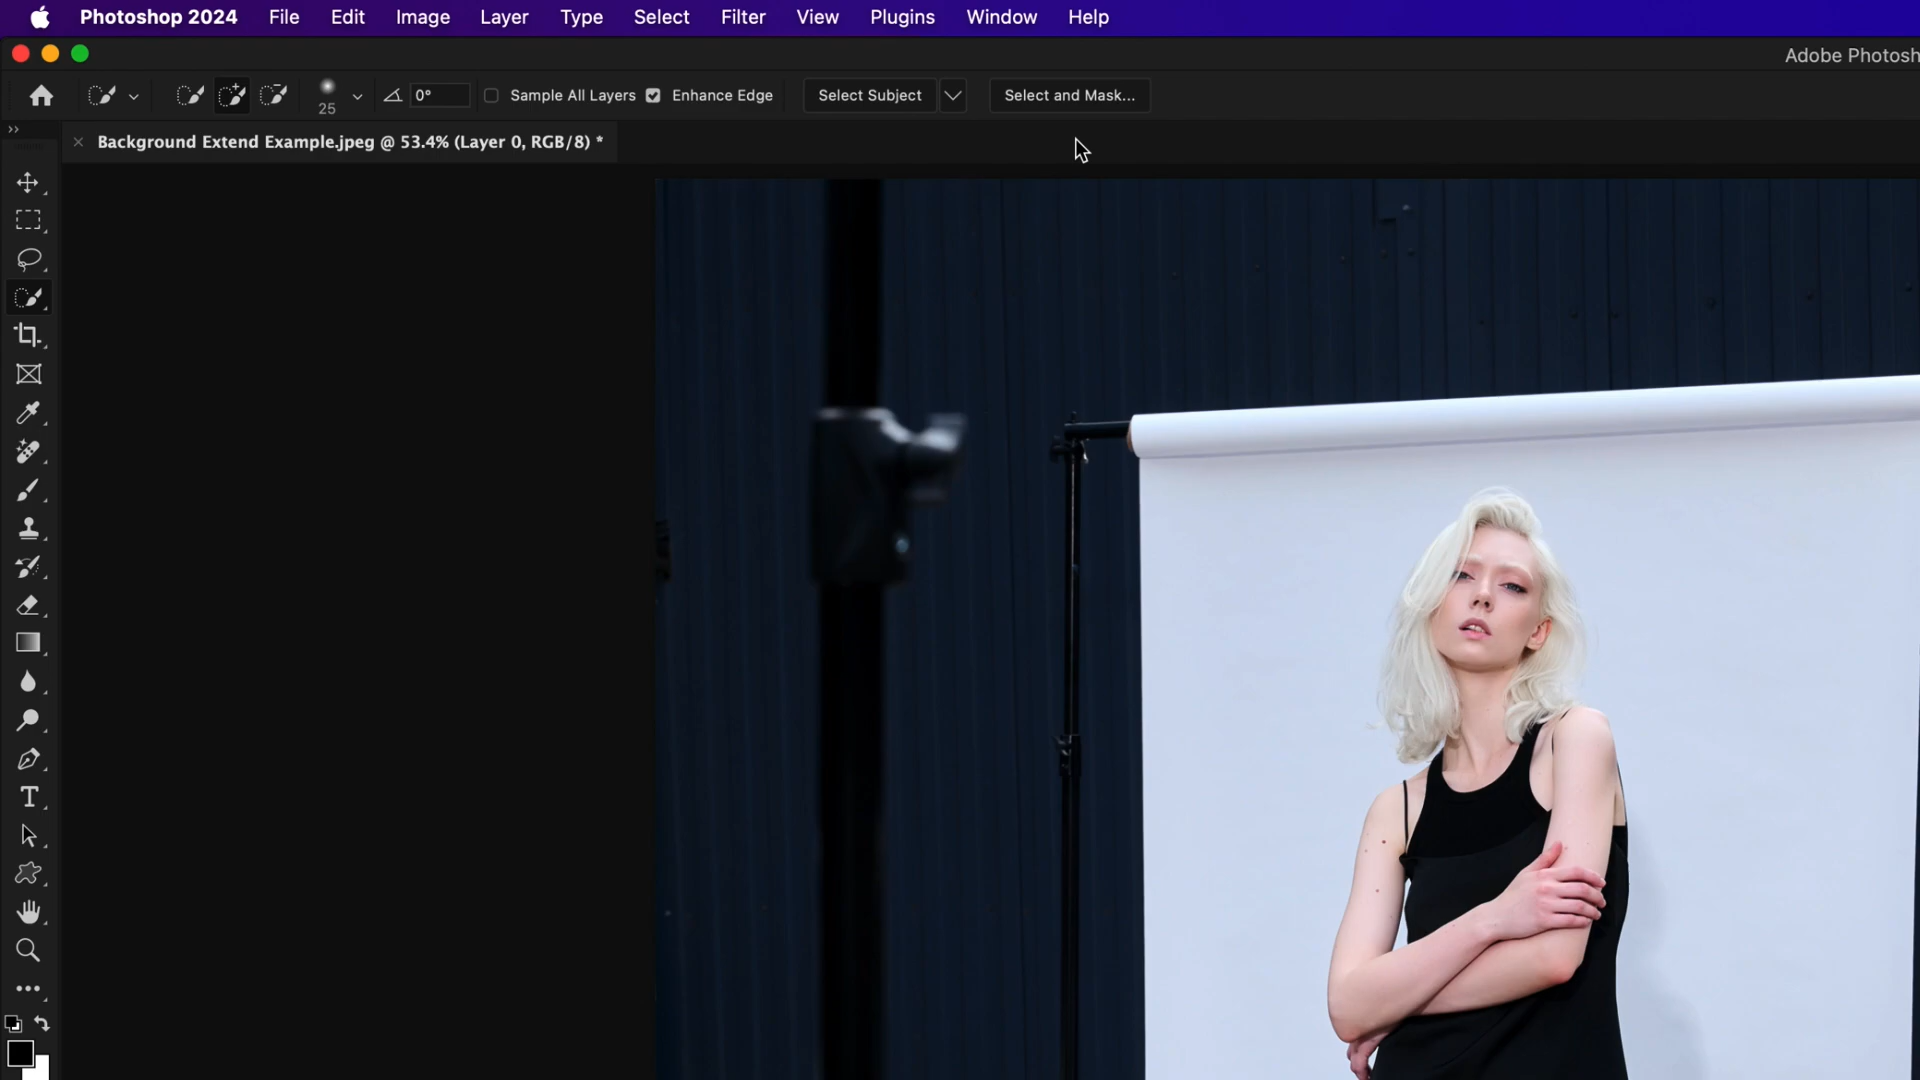 Photoshop 2024 File Edit Image Layer Type Select Filter View Plugins Window Help
Adobe Photosh
25 0° Sample All Layers Enhance Edge Select Subject Select and Mask...
Background Extend Example.jpeg @ 53.4% (Layer 0, RGB/8) *